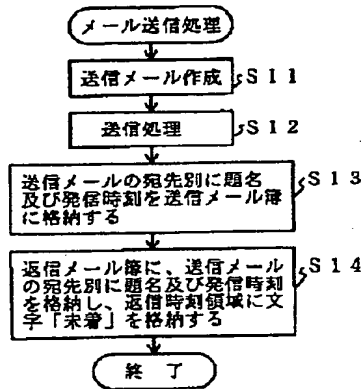 メール送信処理
送信メール作成
S11
送信処理
S12
送信メールの宛先別に題名
及び発信時刻を送信メール簿
に格納する
S13
返信メール簿に、送信メール
の宛先別に題名及び発信時刻
を格納し、返信時刻領域に文
字「未着」を格納する
S14
終了